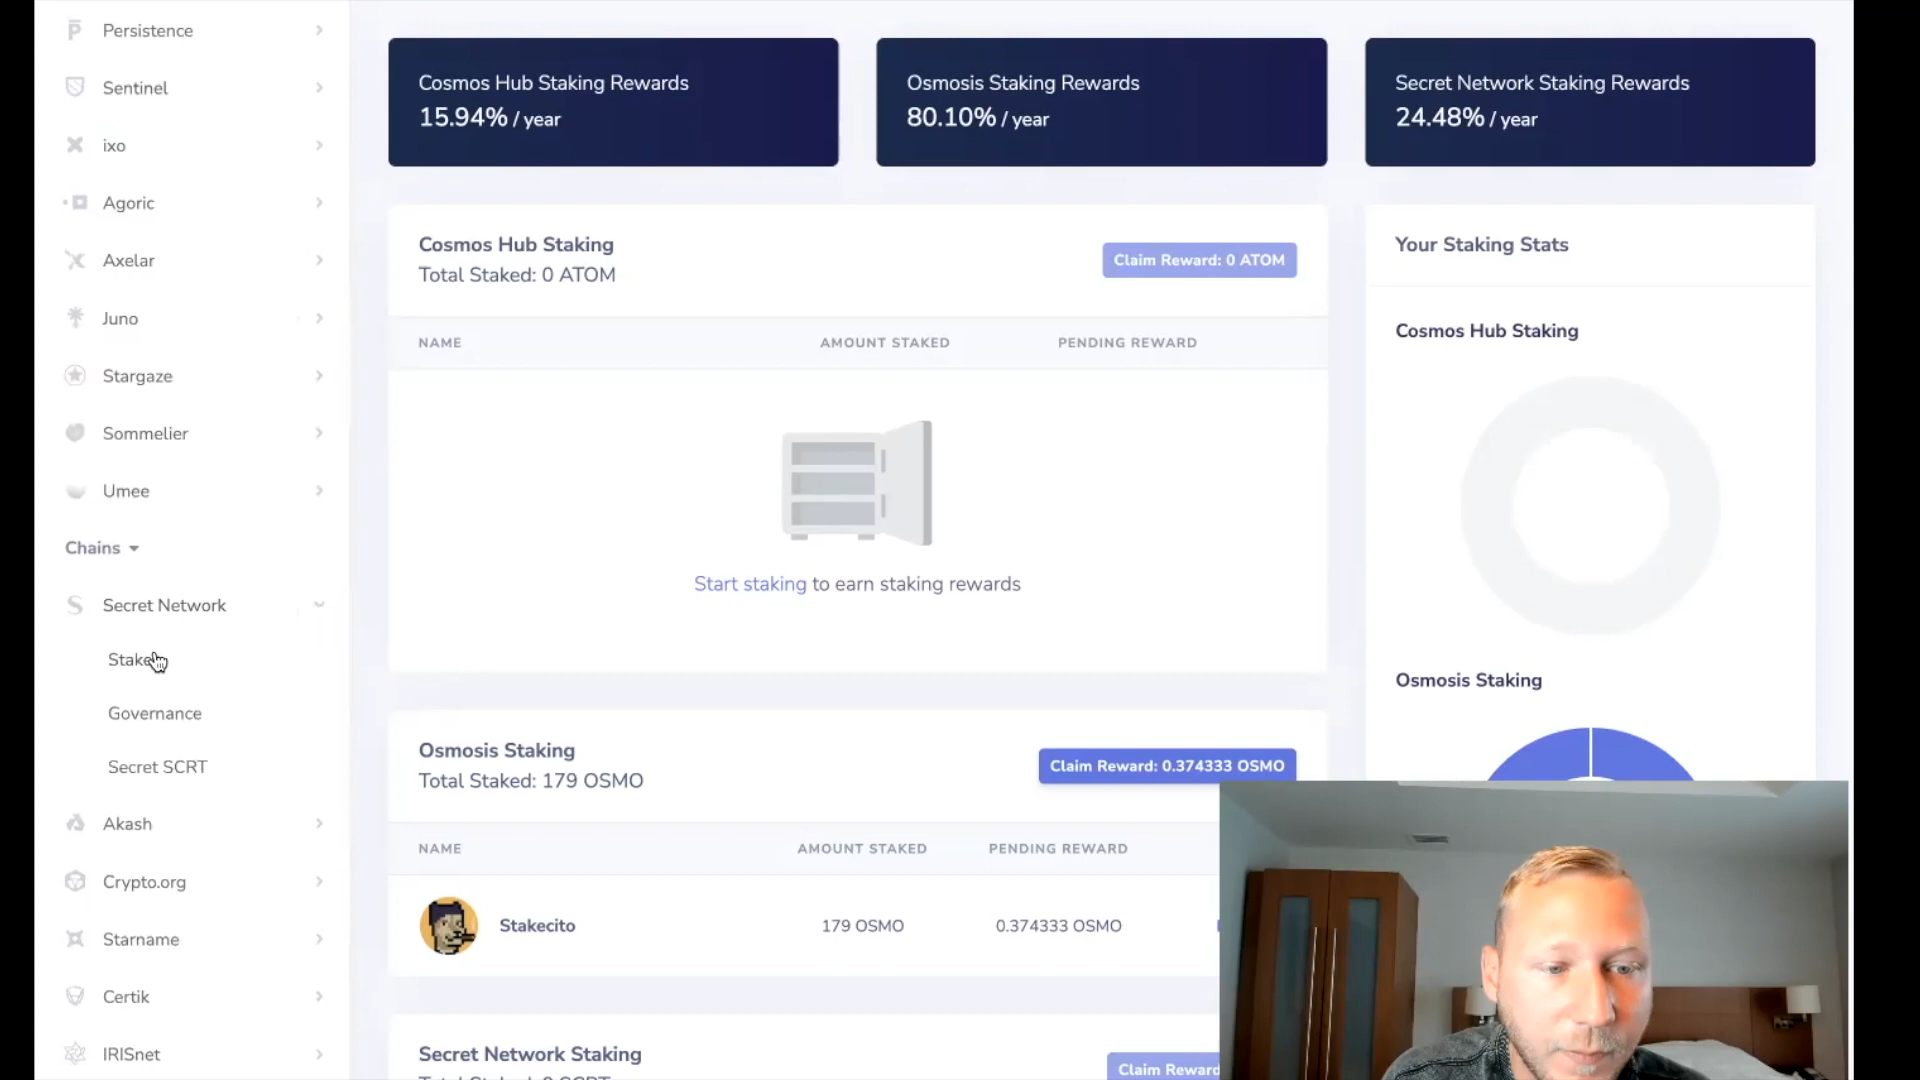 Persistence
Sentinel
ixo
Agoric
Axelar
Juno
Stargaze
Sommelier
Umee
Chains
Secret Network
Stake
Governance
Secret SCRT
Akash
Crypto.org
Starname
Certik
IRISnet
Cosmos Hub Staking Rewards
15.94% / year
Osmosis Staking Rewards
80.10% / year
Secret Network Staking Rewards
24.48% / year
Cosmos Hub Staking
Total Staked: 0 ATOM
Claim Reward: 0 ATOM
NAME AMOUNT STAKED PENDING REWARD
Start staking to earn staking rewards
Osmosis Staking
Total Staked: 179 OSMO
Claim Reward: 0.374333 OSMO
NAME AMOUNT STAKED PENDING REWARD
Stakecito 179 OSMO 0.374333 OSMO
Secret Network Staking
Claim Reward
Your Staking Stats
Cosmos Hub Staking
Osmosis Staking